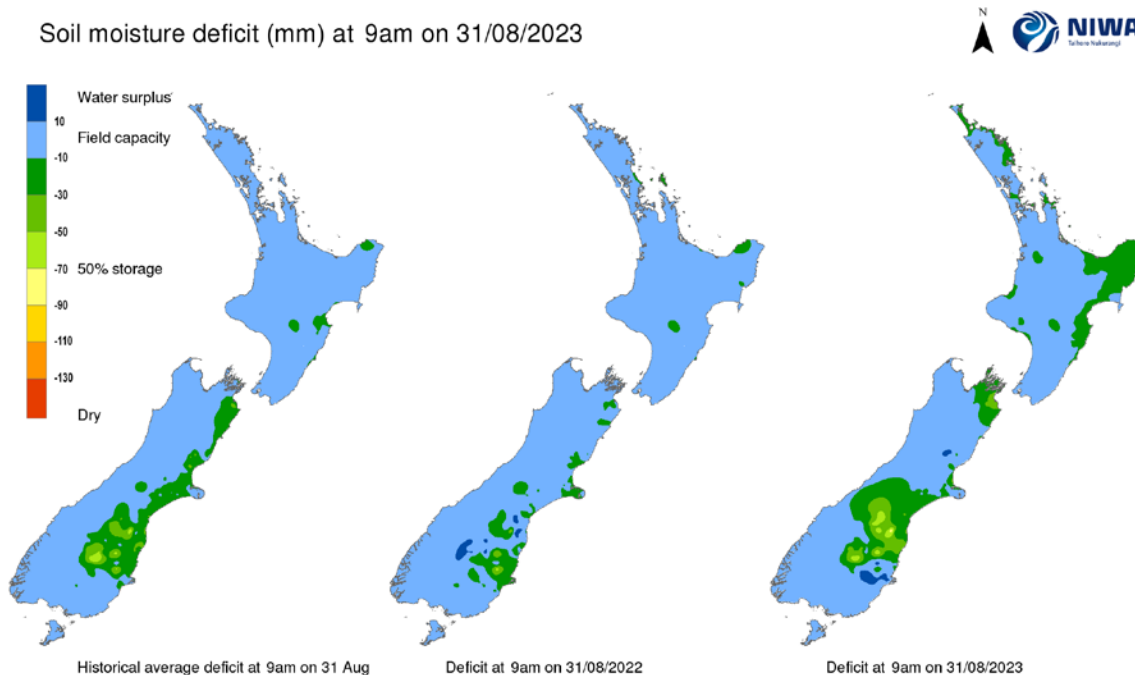 Soil moisture deficit (mm) at 9am on 31/08/2023
N
NIWA
Taihoro Nukurangi
Water surplus
10
Field capacity
-10
-30
-50
50% storage
-70
-90
-110
-130
Dry
Historical average deficit at 9am on 31 Aug
Deficit at 9am on 31/08/2022
Deficit at 9am on 31/08/2023